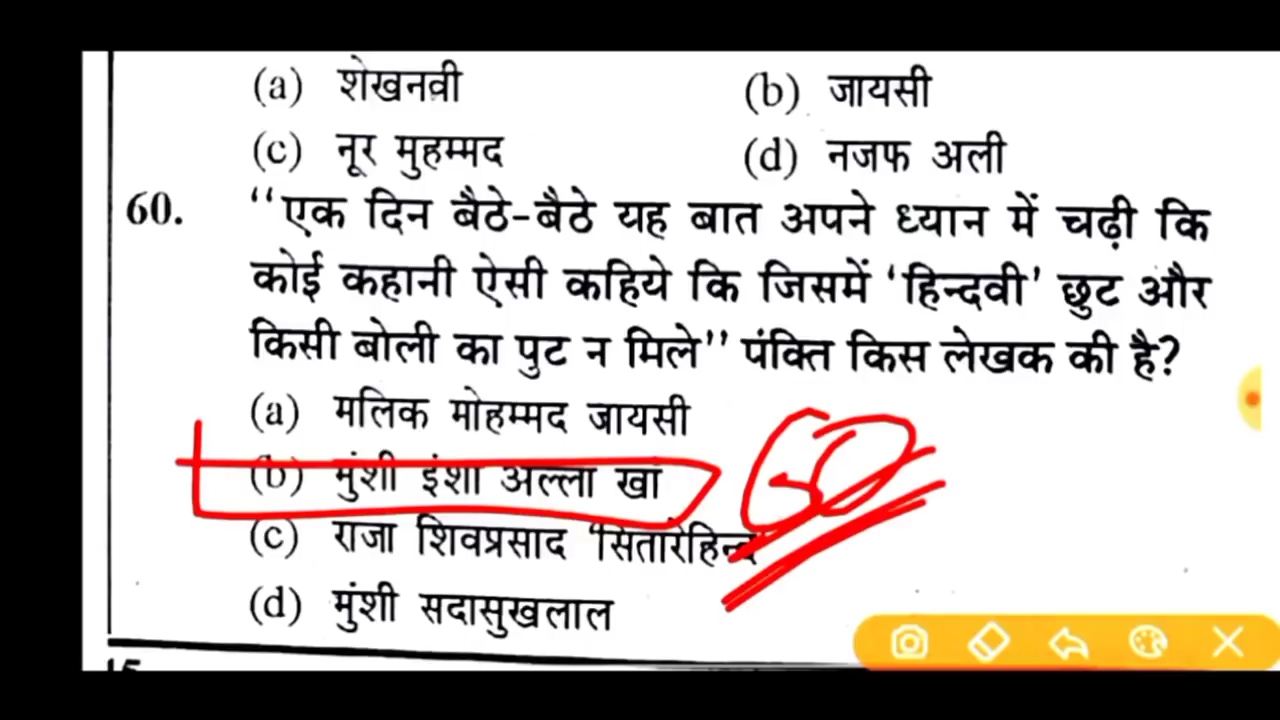 (a) शेखनवी (b) जायसी
(c) नूर मुहम्मद (d) नजफ अली
60. “एक दिन बैठे-बैठे यह बात अपने ध्यान में चढ़ी कि
कोई कहानी ऐसी कहिये कि जिसमें ‘हिन्दवी’ छुट और
किसी बोली का पुट न मिले” पंक्ति किस लेखक की है?
(a) मलिक मोहम्मद जायसी
(b) मुंशी इंशा अल्ला खां
(c) राजा शिवप्रसाद ‘सितारेहिन्द’
(d) मुंशी सदासुखलाल